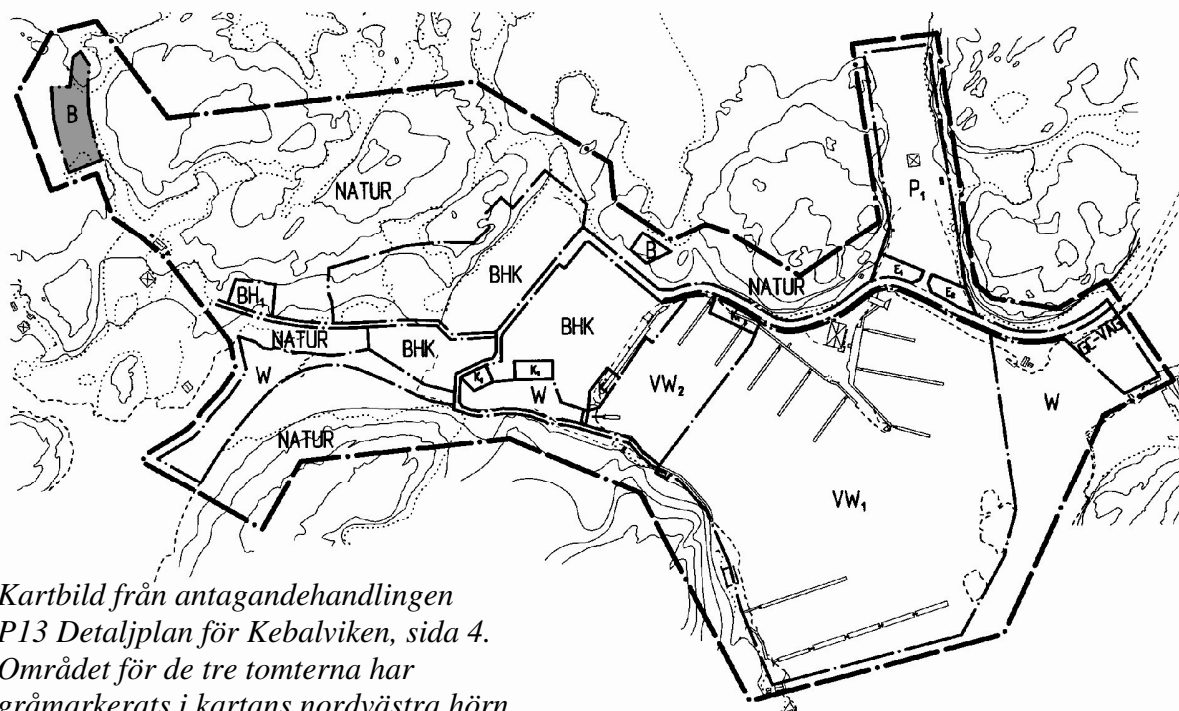 B
NATUR
P1
B
BHK
NATUR
E1
E2
BH1
BHK
GC-VÄG
NATUR
BHK
K1
W
W
VW2
W
NATUR
VW1
Kartbild från antagandehandlingen
P13 Detaljplan för Kebalviken, sida 4.
Området för de tre tomterna har
gråmarkerats i kartans nordvästra hörn